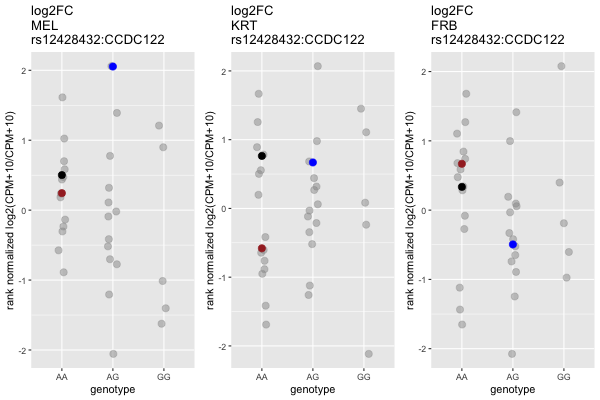 log2FC
MEL
rs12428432:CCDC122
rank normalized log2(CPM+10/CPM+10)
2
1
0
-1
-2
AA
AG
GG
genotype
log2FC
KRT
rs12428432:CCDC122
rank normalized log2(CPM+10/CPM+10)
2
1
0
-1
-2
AA
AG
GG
genotype
log2FC
FRB
rs12428432:CCDC122
rank normalized log2(CPM+10/CPM+10)
2
1
0
-1
-2
AA
AG
GG
genotype